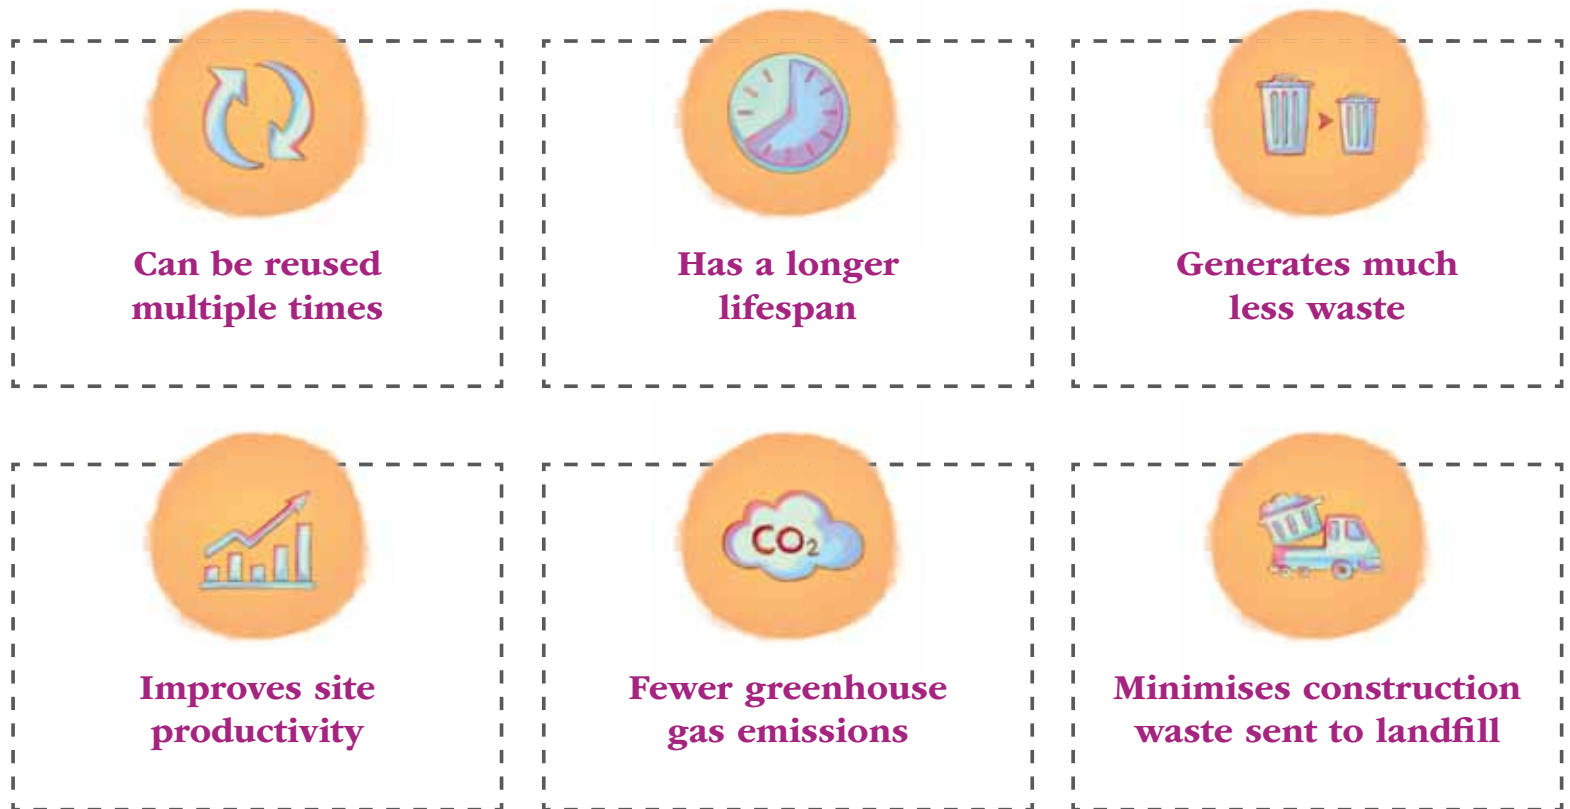 Can be reused
multiple times
Has a longer
lifespan
Generates much
less waste
Improves site
productivity
CO₂
Fewer greenhouse
gas emissions
Minimises construction
waste sent to landfill